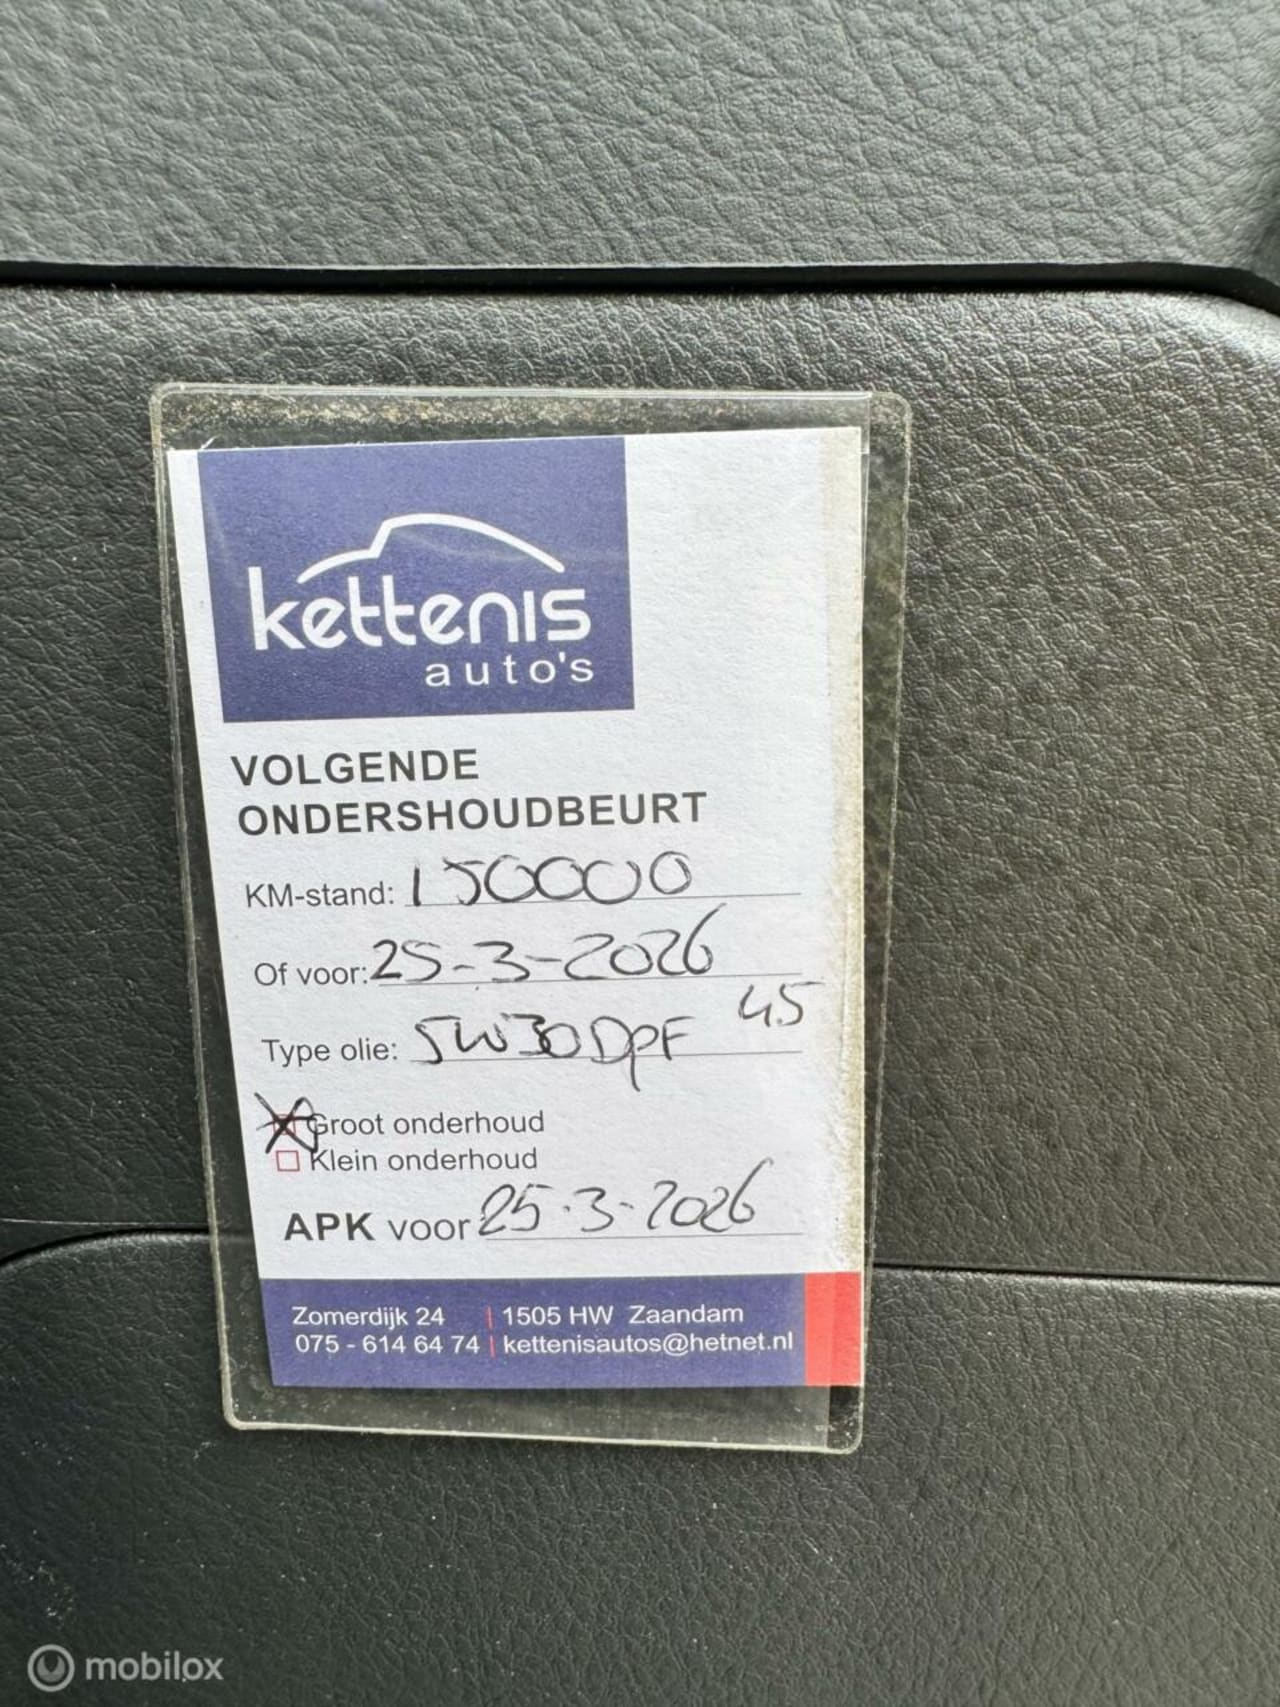 kettenis
auto's
VOLGENDE
ONDERSHOUDBEURT
KM-stand: 150000
Of voor: 25-3-2026
Type olie: 5W30 DPF 4,5
Groot onderhoud
Klein onderhoud
APK voor 25-3-2026
Zomerdijk 24 | 1505 HW Zaandam
075 - 614 64 74 | kettenisautos@hetnet.nl
mobilox